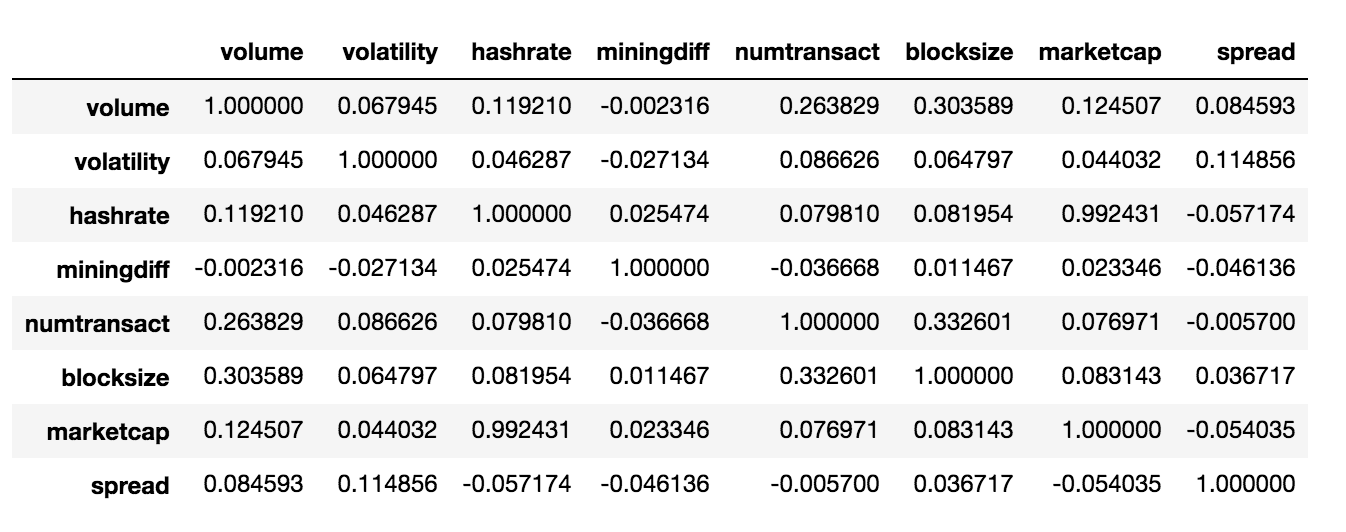 volume volatility hashrate miningdiff numtransact blocksize marketcap spread
volume 1.000000 0.067945 0.119210 -0.002316 0.263829 0.303589 0.124507 0.084593
volatility 0.067945 1.000000 0.046287 -0.027134 0.086626 0.064797 0.044032 0.114856
hashrate 0.119210 0.046287 1.000000 0.025474 0.079810 0.081954 0.992431 -0.057174
miningdiff -0.002316 -0.027134 0.025474 1.000000 -0.036668 0.011467 0.023346 -0.046136
numtransact 0.263829 0.086626 0.079810 -0.036668 1.000000 0.332601 0.076971 -0.005700
blocksize 0.303589 0.064797 0.081954 0.011467 0.332601 1.000000 0.083143 0.036717
marketcap 0.124507 0.044032 0.992431 0.023346 0.076971 0.083143 1.000000 -0.054035
spread 0.084593 0.114856 -0.057174 -0.046136 -0.005700 0.036717 -0.054035 1.000000